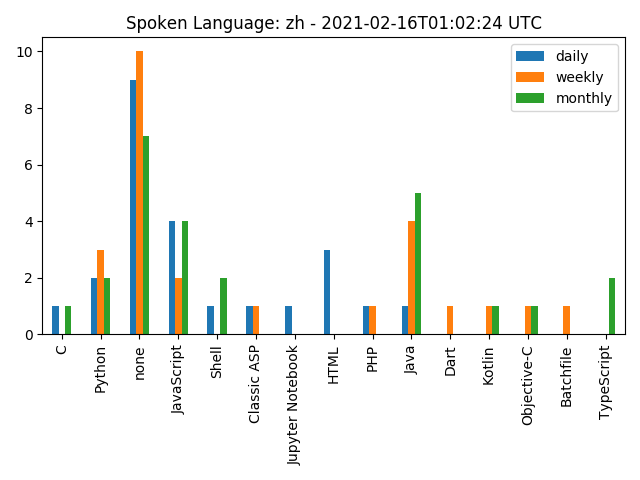 Spoken Language: zh - 2021-02-16T01:02:24 UTC
daily
weekly
monthly
10
8
6
4
2
0
C
Python
none
JavaScript
Shell
Classic ASP
Jupyter Notebook
HTML
PHP
Java
Dart
Kotlin
Objective-C
Batchfile
TypeScript